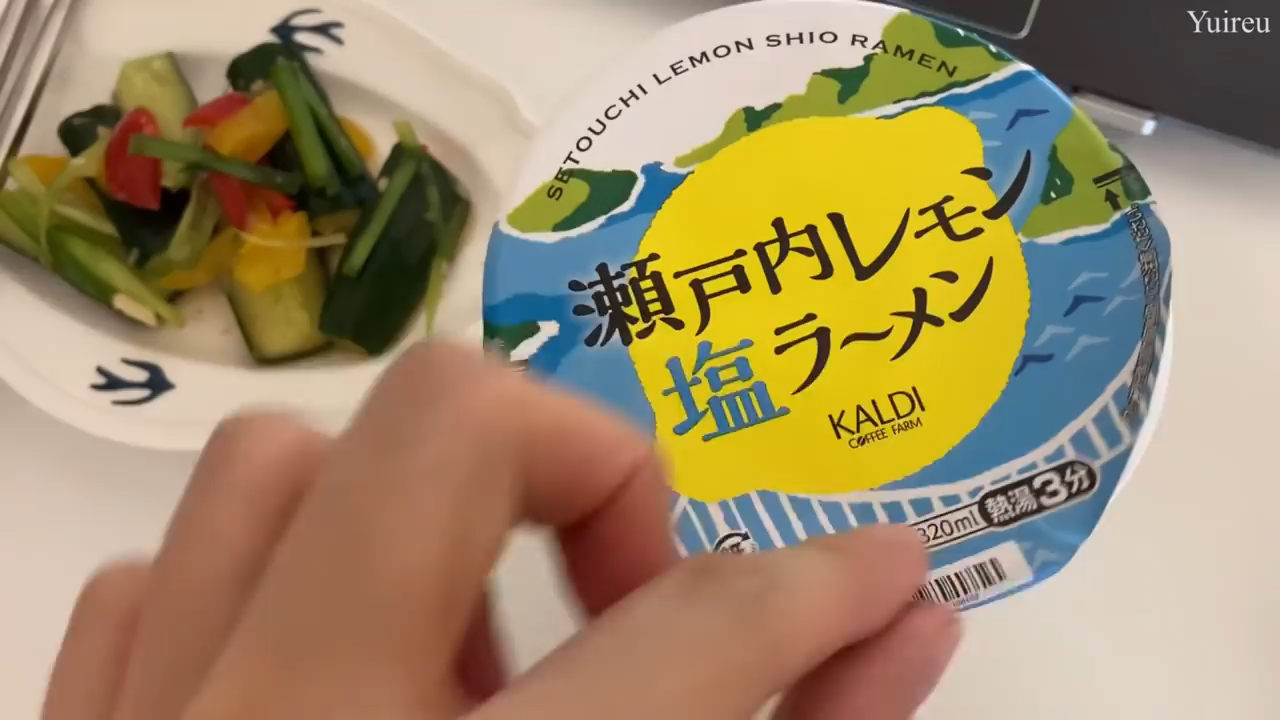 Yuireu
SETOUCHI LEMON SHIO RAMEN
瀬戸内レモン
塩ラーメン
KALDI
COFFEE FARM
320ml 熱湯3分